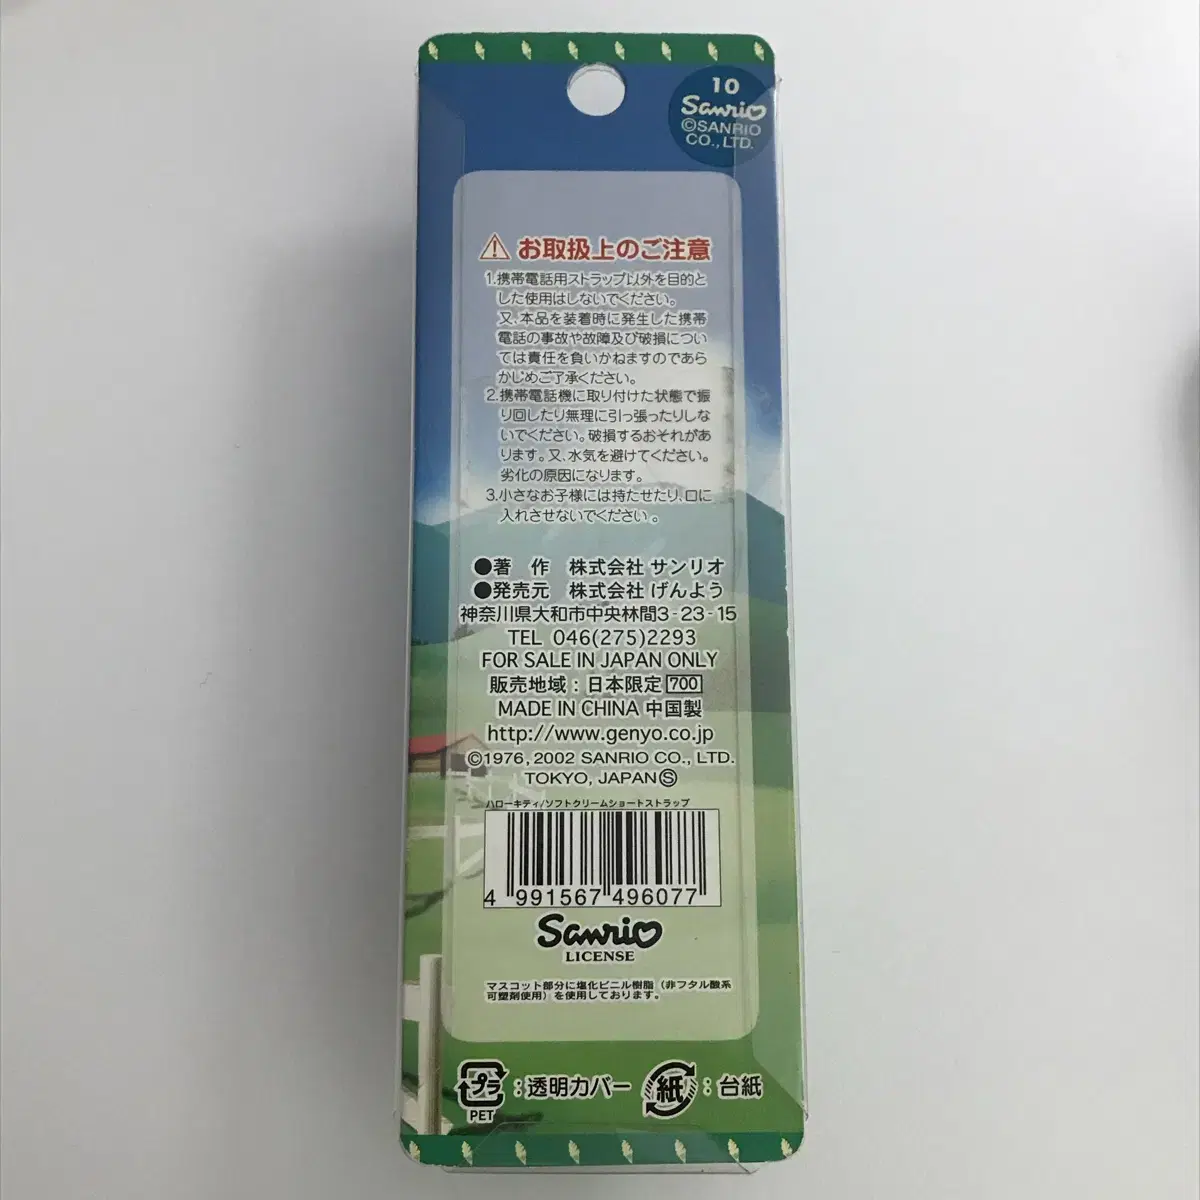 10
Sanrio
©SANRIO
CO., LTD.
お取扱上のご注意
1.携帯電話用ストラップ以外を目的と
した使用はしないでください。
又、本品を装着時に発生した携帯
電話の事故や故障及び破損につい
ては責任を負いかねますのであら
かじめご了承ください。
2.携帯電話機に取り付けた状態で振
り回したり無理に引っ張ったりしな
いでください。破損するおそれがあ
ります。又、水気を避けてください。
劣化の原因になります。
3.小さなお子様には持たせたり、口に
入れさせないでください。
●著 作 株式会社 サンリオ
●発売元 株式会社 げんよう
神奈川県大和市中央林間3-23-15
TEL 046(275)2293
FOR SALE IN JAPAN ONLY
販売地域：日本限定 700
MADE IN CHINA 中国製
http://www.genyo.co.jp
©1976, 2002 SANRIO CO., LTD.
TOKYO, JAPAN Ⓢ
ハローキティ/ソフトクリームショートストラップ
4 991567 496077
Sanrio
LICENSE
マスコット部分に塩化ビニル樹脂（非フタル酸系
可塑剤使用）を使用しております。
プラ：透明カバー 紙：台紙
PET